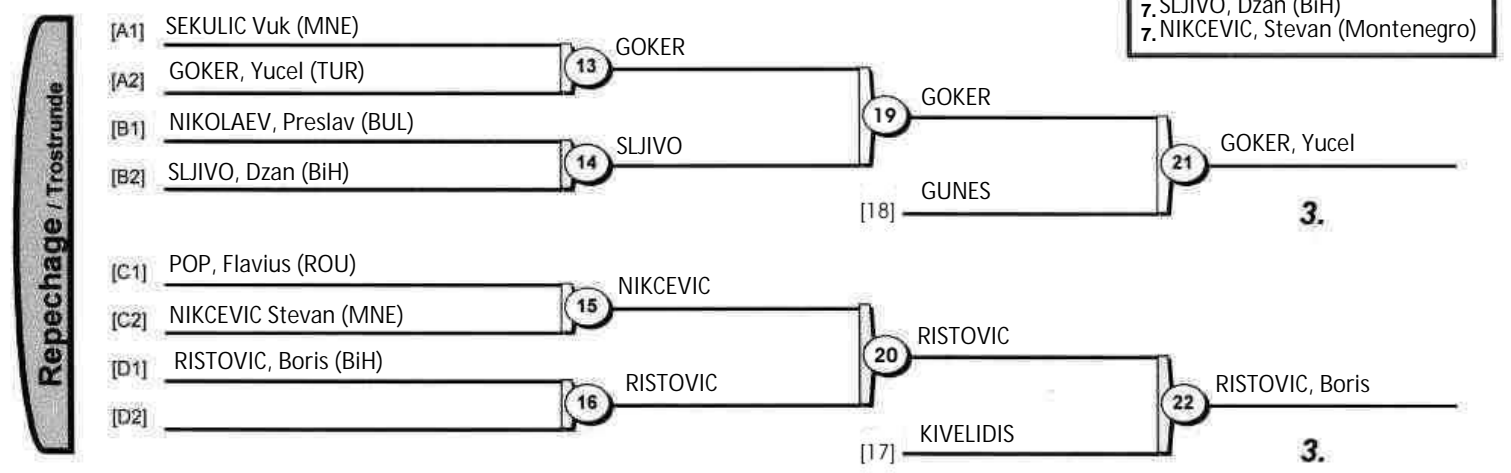 7. SLJIVO, Dzan (BiH)
7. NIKCEVIC, Stevan (Montenegro)
Repechage / Trostrunde
[A1] SEKULIC Vuk (MNE)
[A2] GOKER, Yucel (TUR)
13 GOKER
[B1] NIKOLAEV, Preslav (BUL)
[B2] SLJIVO, Dzan (BiH)
14 SLJIVO
19 GOKER
[18] GUNES
21 GOKER, Yucel
3.
[C1] POP, Flavius (ROU)
[C2] NIKCEVIC Stevan (MNE)
15 NIKCEVIC
[D1] RISTOVIC, Boris (BiH)
[D2]
16 RISTOVIC
20 RISTOVIC
[17] KIVELIDIS
22 RISTOVIC, Boris
3.